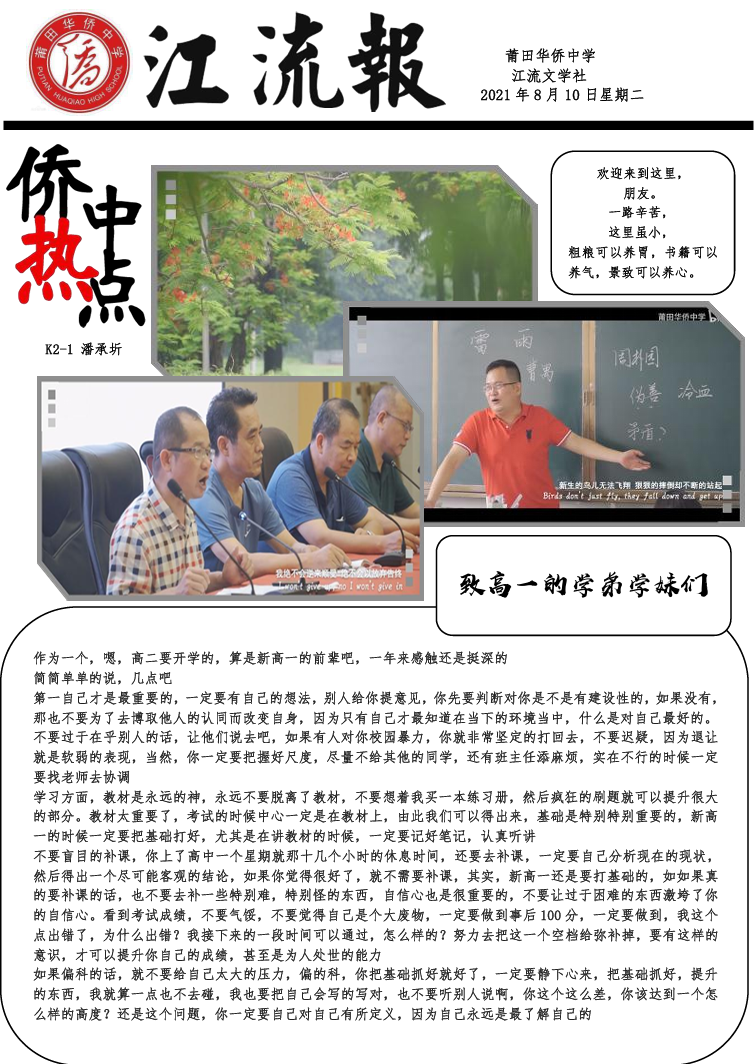 莆田华侨中学
PUTIAN HUAQIAO HIGH SCHOOL
侨
江流報
莆田华侨中学
江流文学社
2021年8月10日星期二
侨中
热点
K2-1 潘承圻
欢迎来到这里，
朋友。
一路辛苦，
这里虽小，
粗粮可以养胃，书籍可以
养气，景致可以养心。
莆田华侨中学
雷 雨
曹禺
周朴园
伪善 冷血
矛盾？
新生的鸟儿无法飞翔 狠狠的摔倒却不断的站起
Birds don't just fly, they fall down and get up
我绝不会逆来顺受 绝不会以放弃告终
I won't give up, no I won't give in
致高一的学弟学妹们
作为一个，嗯，高二要开学的，算是新高一的前辈吧，一年来感触还是挺深的
简简单单的说，几点吧
第一自己才是最重要的，一定要有自己的想法，别人给你提意见，你先要判断对你是不是有建设性的，如果没有，
那也不要为了去博取他人的认同而改变自身，因为只有自己才最知道在当下的环境当中，什么是对自己最好的。
不要过于在乎别人的话，让他们说去吧，如果有人对你校园暴力，你就非常坚定的打回去，不要迟疑，因为退让
就是软弱的表现，当然，你一定要把握好尺度，尽量不给其他的同学，还有班主任添麻烦，实在不行的时候一定
要找老师去协调
学习方面，教材是永远的神，永远不要脱离了教材，不要想着我买一本练习册，然后疯狂的刷题就可以提升很大
的部分。教材太重要了，考试的时候中心一定是在教材上，由此我们可以得出来，基础是特别特别重要的，新高
一的时候一定要把基础打好，尤其是在讲教材的时候，一定要记好笔记，认真听讲
不要盲目的补课，你上了高中一个星期就那十几个小时的休息时间，还要去补课，一定要自己分析现在的现状，
然后得出一个尽可能客观的结论，如果你觉得很好了，就不需要补课，其实，新高一还是要打基础的，如如果真
的要补课的话，也不要去补一些特别难，特别怪的东西，自信心也是很重要的，不要让过于困难的东西激垮了你
的自信心。看到考试成绩，不要气馁，不要觉得自己是个大废物，一定要做到事后100分，一定要做到，我这个
点出错了，为什么出错？我接下来的一段时间可以通过，怎么样的？努力去把这一个空档给弥补掉，要有这样的
意识，才可以提升你自己的成绩，甚至是为人处世的能力
如果偏科的话，就不要给自己太大的压力，偏的科，你把基础抓好就好了，一定要静下心来，把基础抓好，提升
的东西，我就算一点也不去碰，我也要把自己会写的写对，也不要听别人说啊，你这个这么差，你该达到一个怎
么样的高度？还是这个问题，你一定要自己对自己有所定义，因为自己永远是最了解自己的